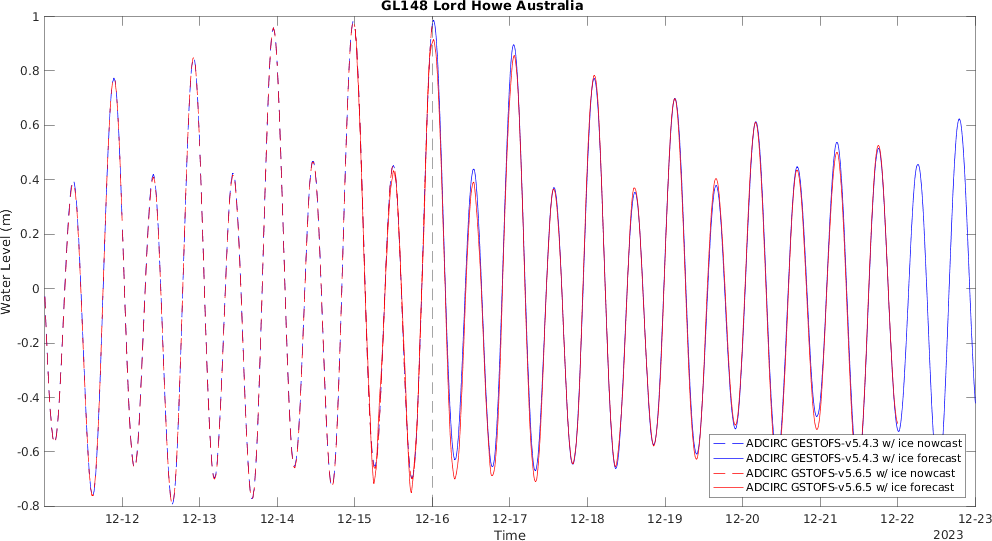 GL148 Lord Howe Australia
1
0.8
0.6
0.4
0.2
0
-0.2
-0.4
-0.6
-0.8
Water Level (m)
ADCIRC GESTOFS-v5.4.3 w/ ice nowcast
ADCIRC GESTOFS-v5.4.3 w/ ice forecast
ADCIRC GSTOFS-v5.6.5 w/ ice nowcast
ADCIRC GSTOFS-v5.6.5 w/ ice forecast
12-12 12-13 12-14 12-15 12-16 12-17 12-18 12-19 12-20 12-21 12-22 12-23
Time
2023